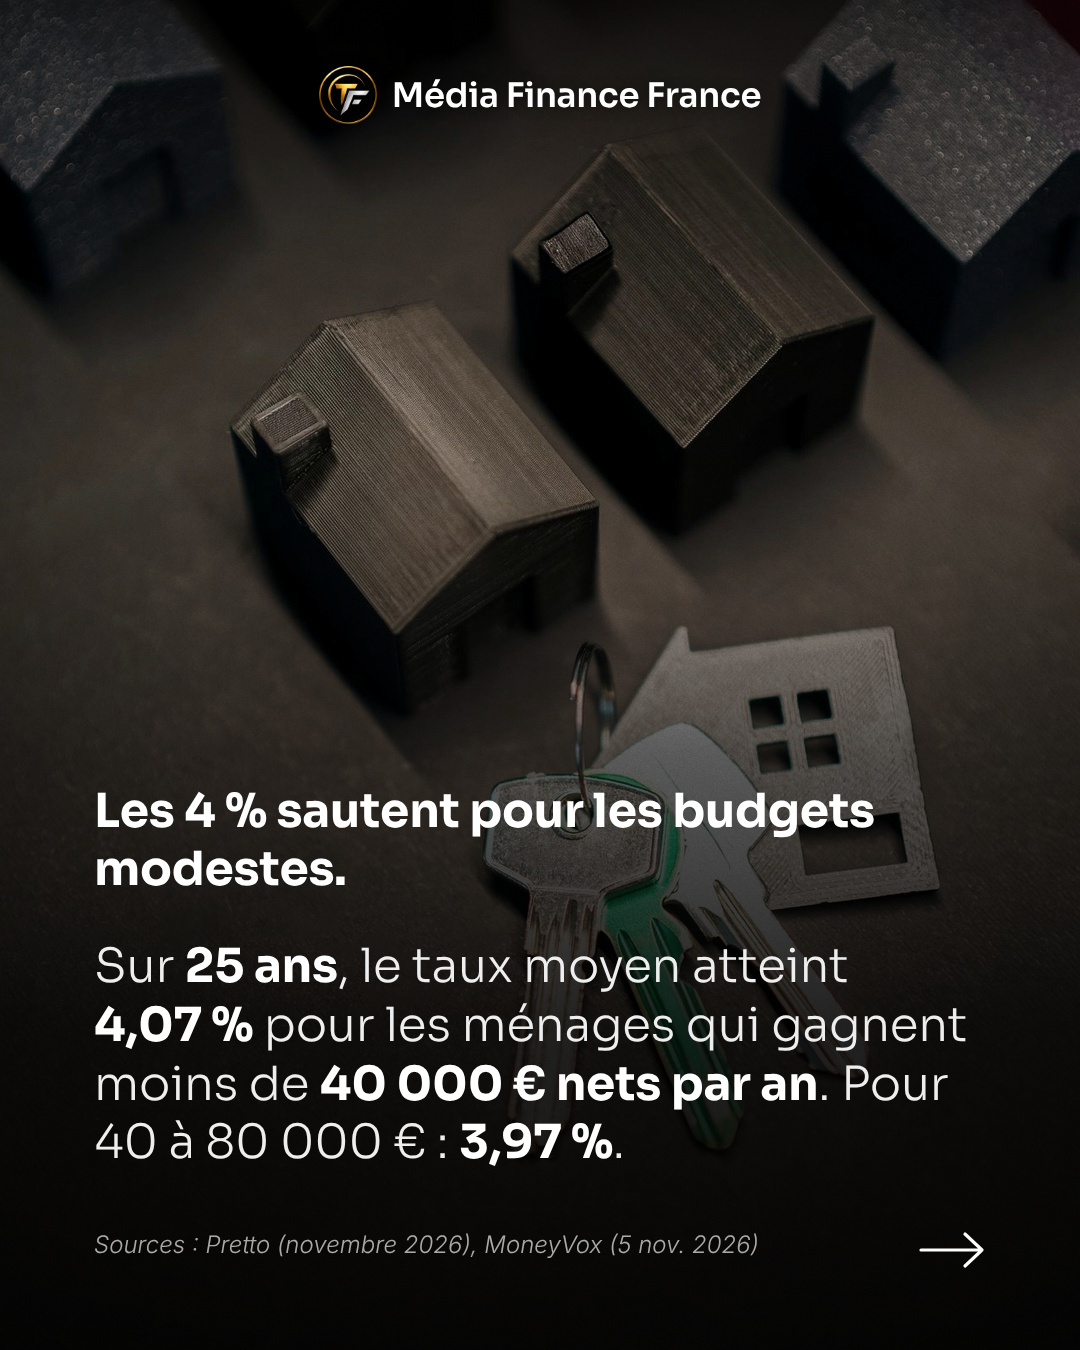 TF Média Finance France
Les 4 % sautent pour les budgets
modestes.
Sur 25 ans, le taux moyen atteint
4,07 % pour les ménages qui gagnent
moins de 40 000 € nets par an. Pour
40 à 80 000 € : 3,97 %.
Sources : Pretto (novembre 2026), MoneyVox (5 nov. 2026)